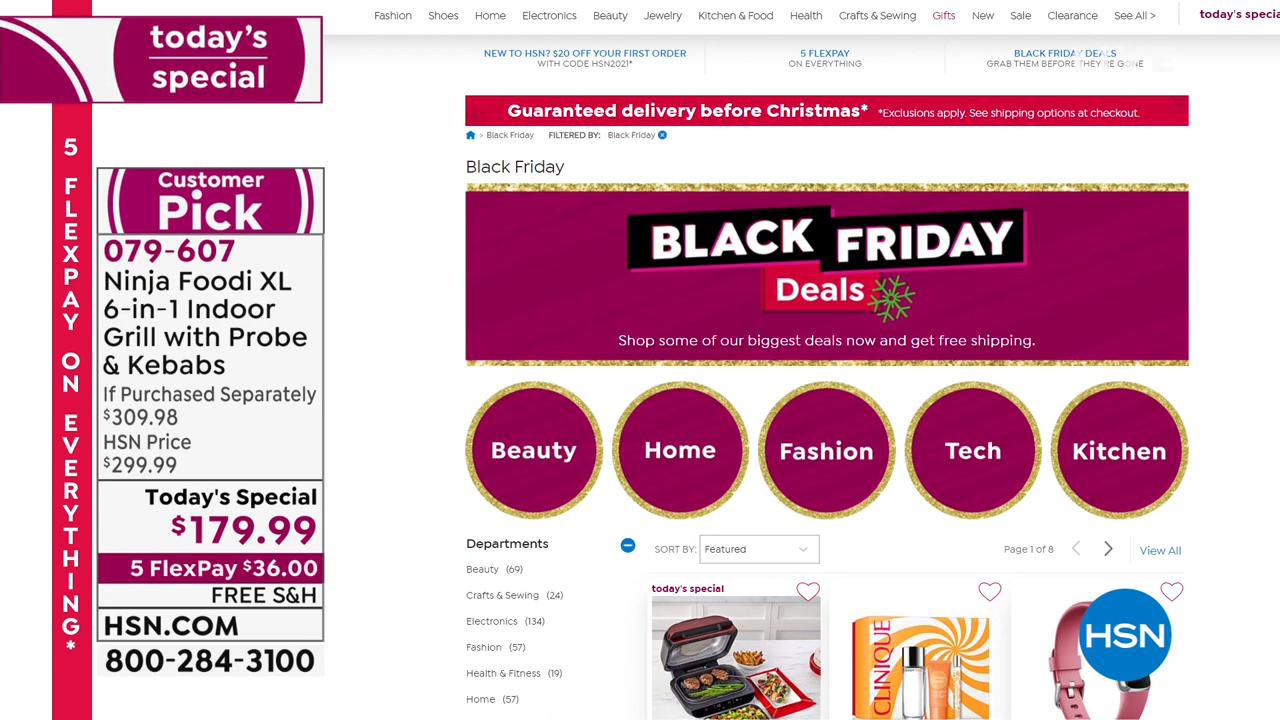 today's
special
5 FLEXPAY ON EVERYTHING*
Customer
Pick
079-607
Ninja Foodi XL
6-in-1 Indoor
Grill with Probe
& Kebabs
If Purchased Separately
$309.98
HSN Price
$299.99
Today's Special
$179.99
5 FlexPay $36.00
FREE S&H
HSN.COM
800-284-3100
Fashion Shoes Home Electronics Beauty Jewelry Kitchen & Food Health Crafts & Sewing Gifts New Sale Clearance See All > today's specia
NEW TO HSN? $20 OFF YOUR FIRST ORDER
WITH CODE HSN2021*
5 FLEXPAY
ON EVERYTHING
BLACK FRIDAY DEALS
GRAB THEM BEFORE THEY'RE GONE
Guaranteed delivery before Christmas* *Exclusions apply. See shipping options at checkout.
> Black Friday FILTERED BY: Black Friday
Black Friday
BLACK FRIDAY
Deals
Shop some of our biggest deals now and get free shipping.
Beauty Home Fashion Tech Kitchen
Departments
Beauty (69)
Crafts & Sewing (24)
Electronics (134)
Fashion (57)
Health & Fitness (19)
Home (57)
SORT BY: Featured Page 1 of 8 View All
today's special
CLINIQUE
HSN